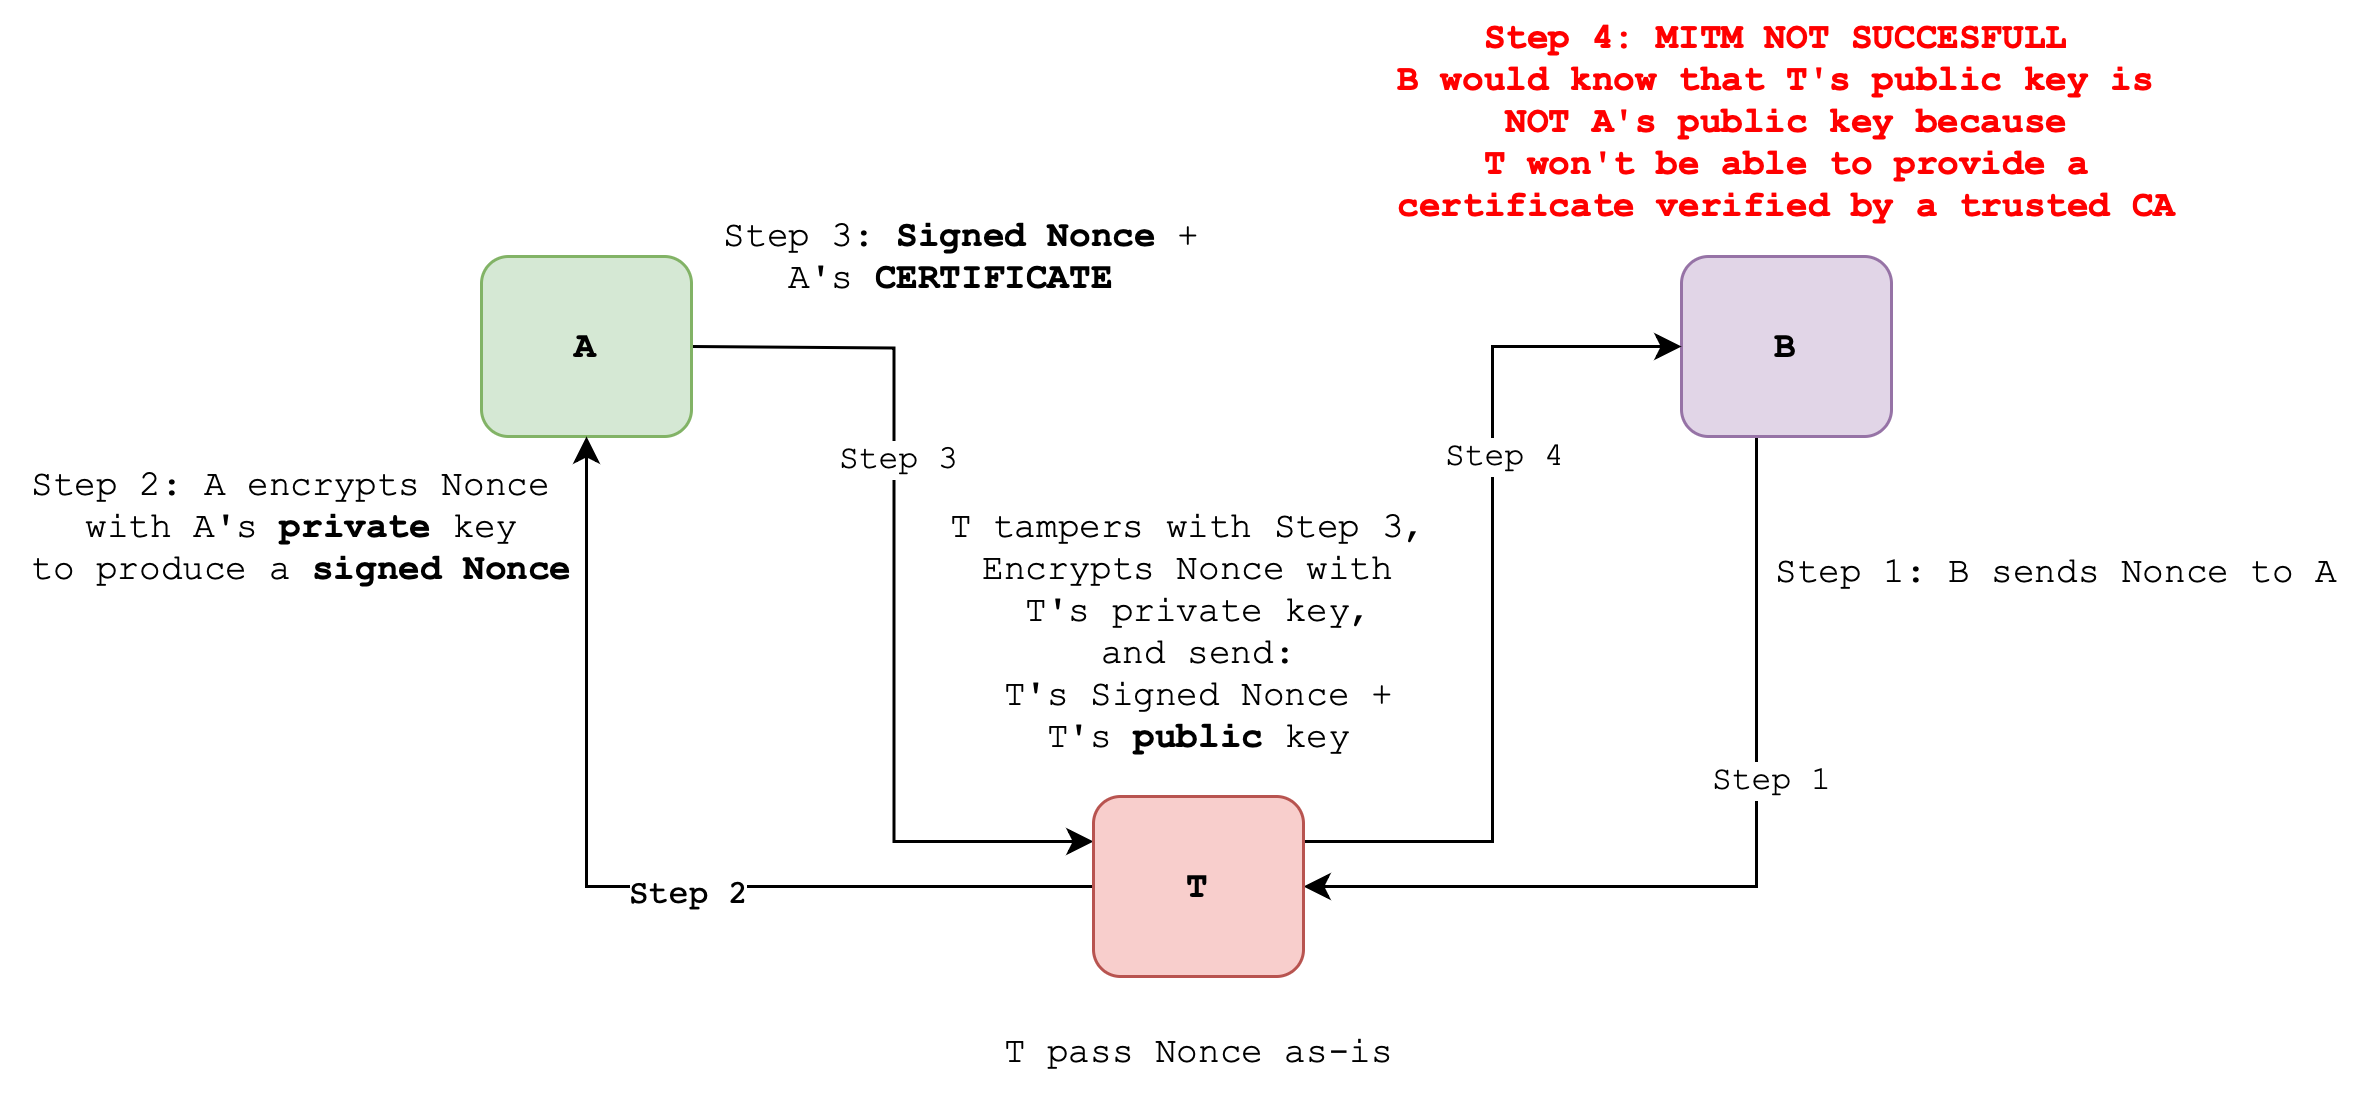 Step 4: MITM NOT SUCCESFULL
B would know that T's public key is
NOT A's public key because
T won't be able to provide a
certificate verified by a trusted CA
Step 3: Signed Nonce +
A's CERTIFICATE
A
B
Step 3
Step 4
Step 2: A encrypts Nonce
with A's private key
to produce a signed Nonce
T tampers with Step 3,
Encrypts Nonce with
T's private key,
and send:
T's Signed Nonce +
T's public key
Step 1: B sends Nonce to A
Step 1
Step 2
T
T pass Nonce as-is